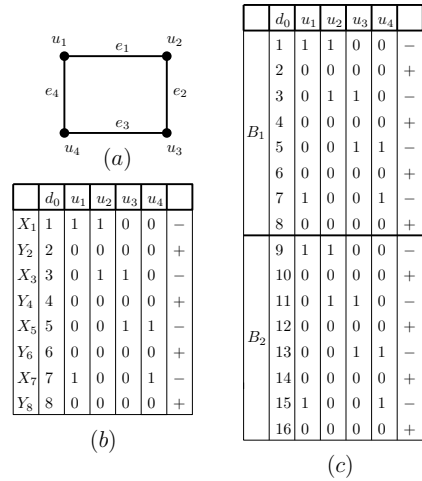 u₁ e₁ u₂
e₄ e₂
u₄ e₃ u₃
(a)
d₀ u₁ u₂ u₃ u₄
X₁ 1 1 1 0 0 −
Y₂ 2 0 0 0 0 +
X₃ 3 0 1 1 0 −
Y₄ 4 0 0 0 0 +
X₅ 5 0 0 1 1 −
Y₆ 6 0 0 0 0 +
X₇ 7 1 0 0 1 −
Y₈ 8 0 0 0 0 +
(b)
d₀ u₁ u₂ u₃ u₄
B₁
1 1 1 0 0 −
2 0 0 0 0 +
3 0 1 1 0 −
4 0 0 0 0 +
5 0 0 1 1 −
6 0 0 0 0 +
7 1 0 0 1 −
8 0 0 0 0 +
B₂
9 1 1 0 0 −
10 0 0 0 0 +
11 0 1 1 0 −
12 0 0 0 0 +
13 0 0 1 1 −
14 0 0 0 0 +
15 1 0 0 1 −
16 0 0 0 0 +
(c)